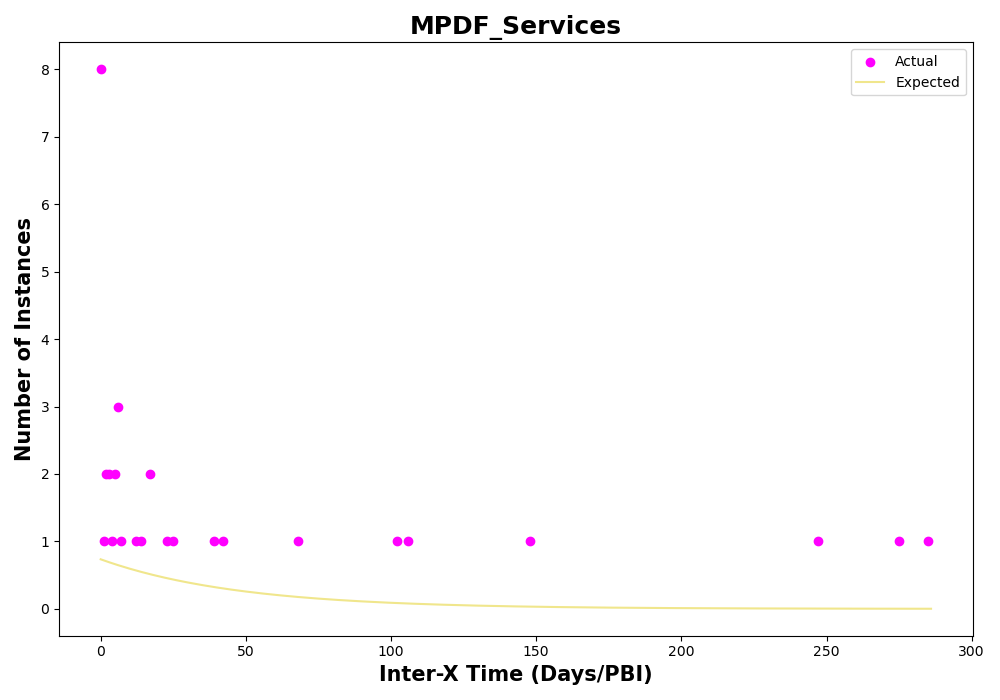 MPDF_Services
Actual
Expected
Number of Instances
8
7
6
5
4
3
2
1
0
0 50 100 150 200 250 300
Inter-X Time (Days/PBI)